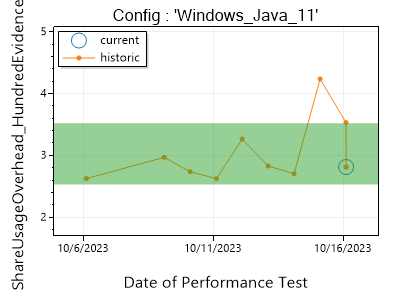 Config : 'Windows_Java_11'
ShareUsageOverhead_HundredEvidence
current
historic
5
4
3
2
10/6/2023
10/11/2023
10/16/2023
Date of Performance Test